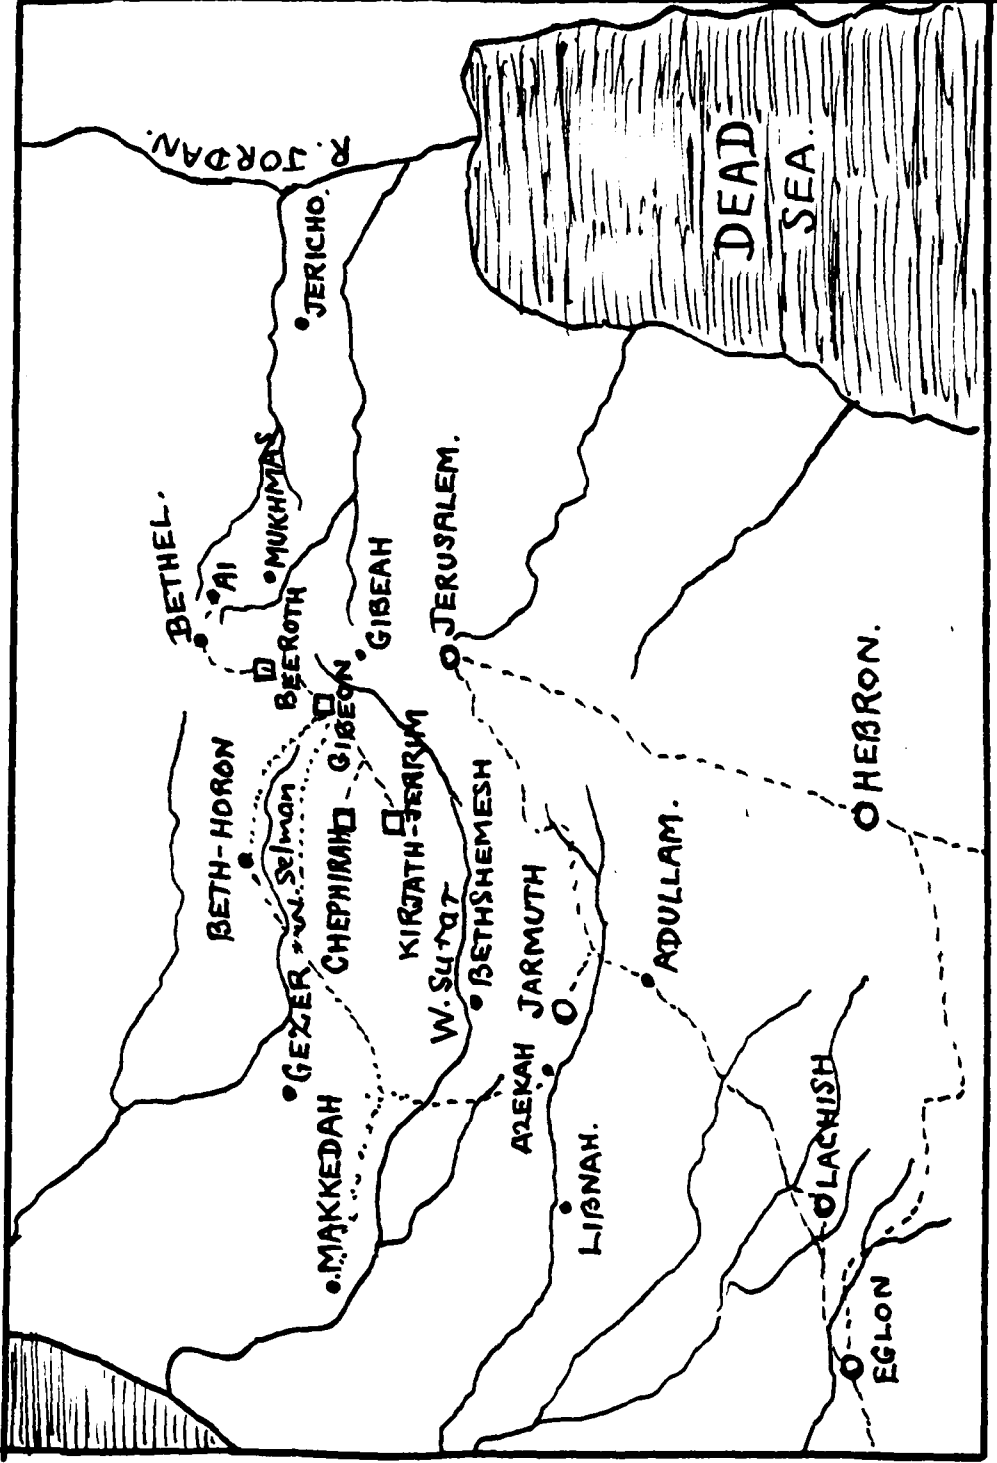 R. JORDAN.
DEAD
SEA.
JERICHO.
BETHEL.
AI
MUKHMAS
BEEROTH
GIBEON
GIBEAH
JERUSALEM.
BETH-HORON
W. Selman
CHEPHIRAH
KIRJATH-JEARIM
GEZER
W. Surar
BETHSHEMESH
JARMUTH
ADULLAM.
HEBRON.
MAKKEDAH
AZEKAH
LIBNAH.
LACHISH
EGLON